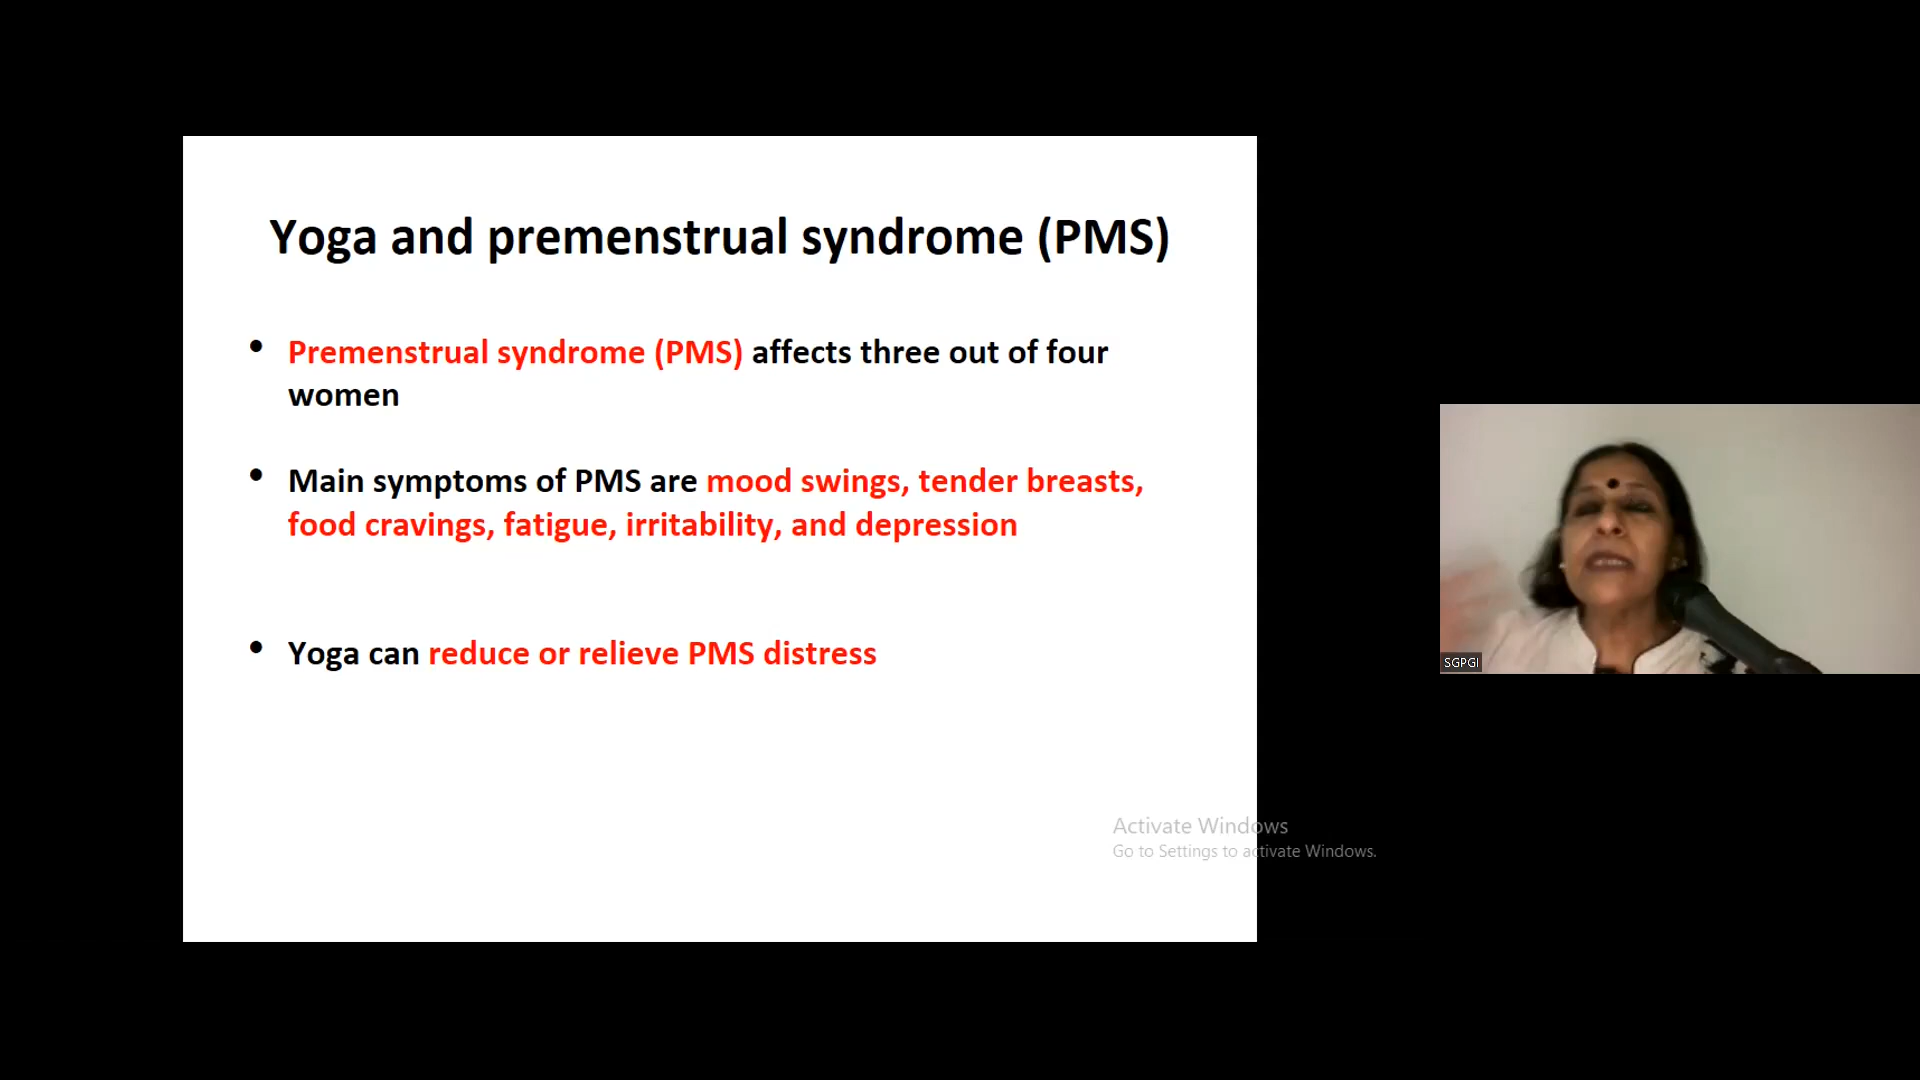 Yoga and premenstrual syndrome (PMS)
• Premenstrual syndrome (PMS) affects three out of four
women
• Main symptoms of PMS are mood swings, tender breasts,
food cravings, fatigue, irritability, and depression
• Yoga can reduce or relieve PMS distress
SGPGI
Activate Windows
Go to Settings to activate Windows.